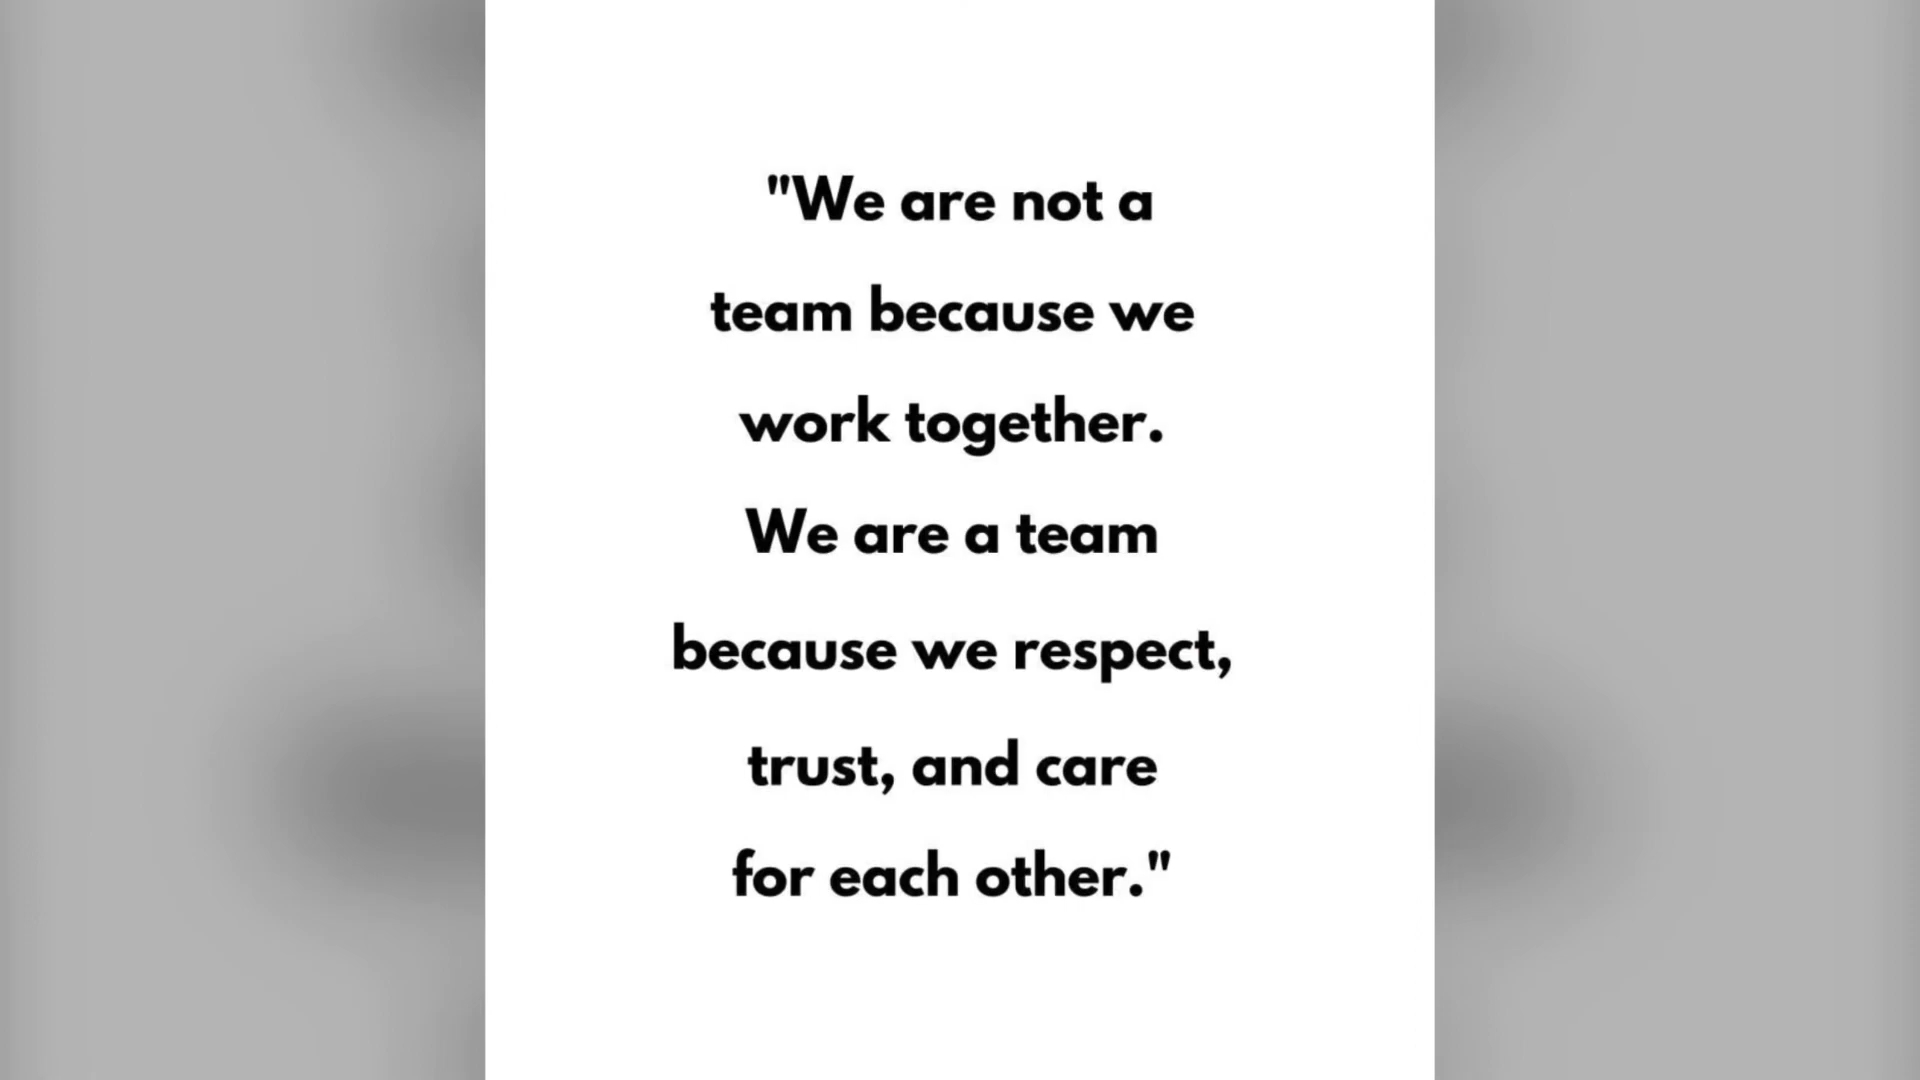 "We are not a
team because we
work together.
We are a team
because we respect,
trust, and care
for each other."